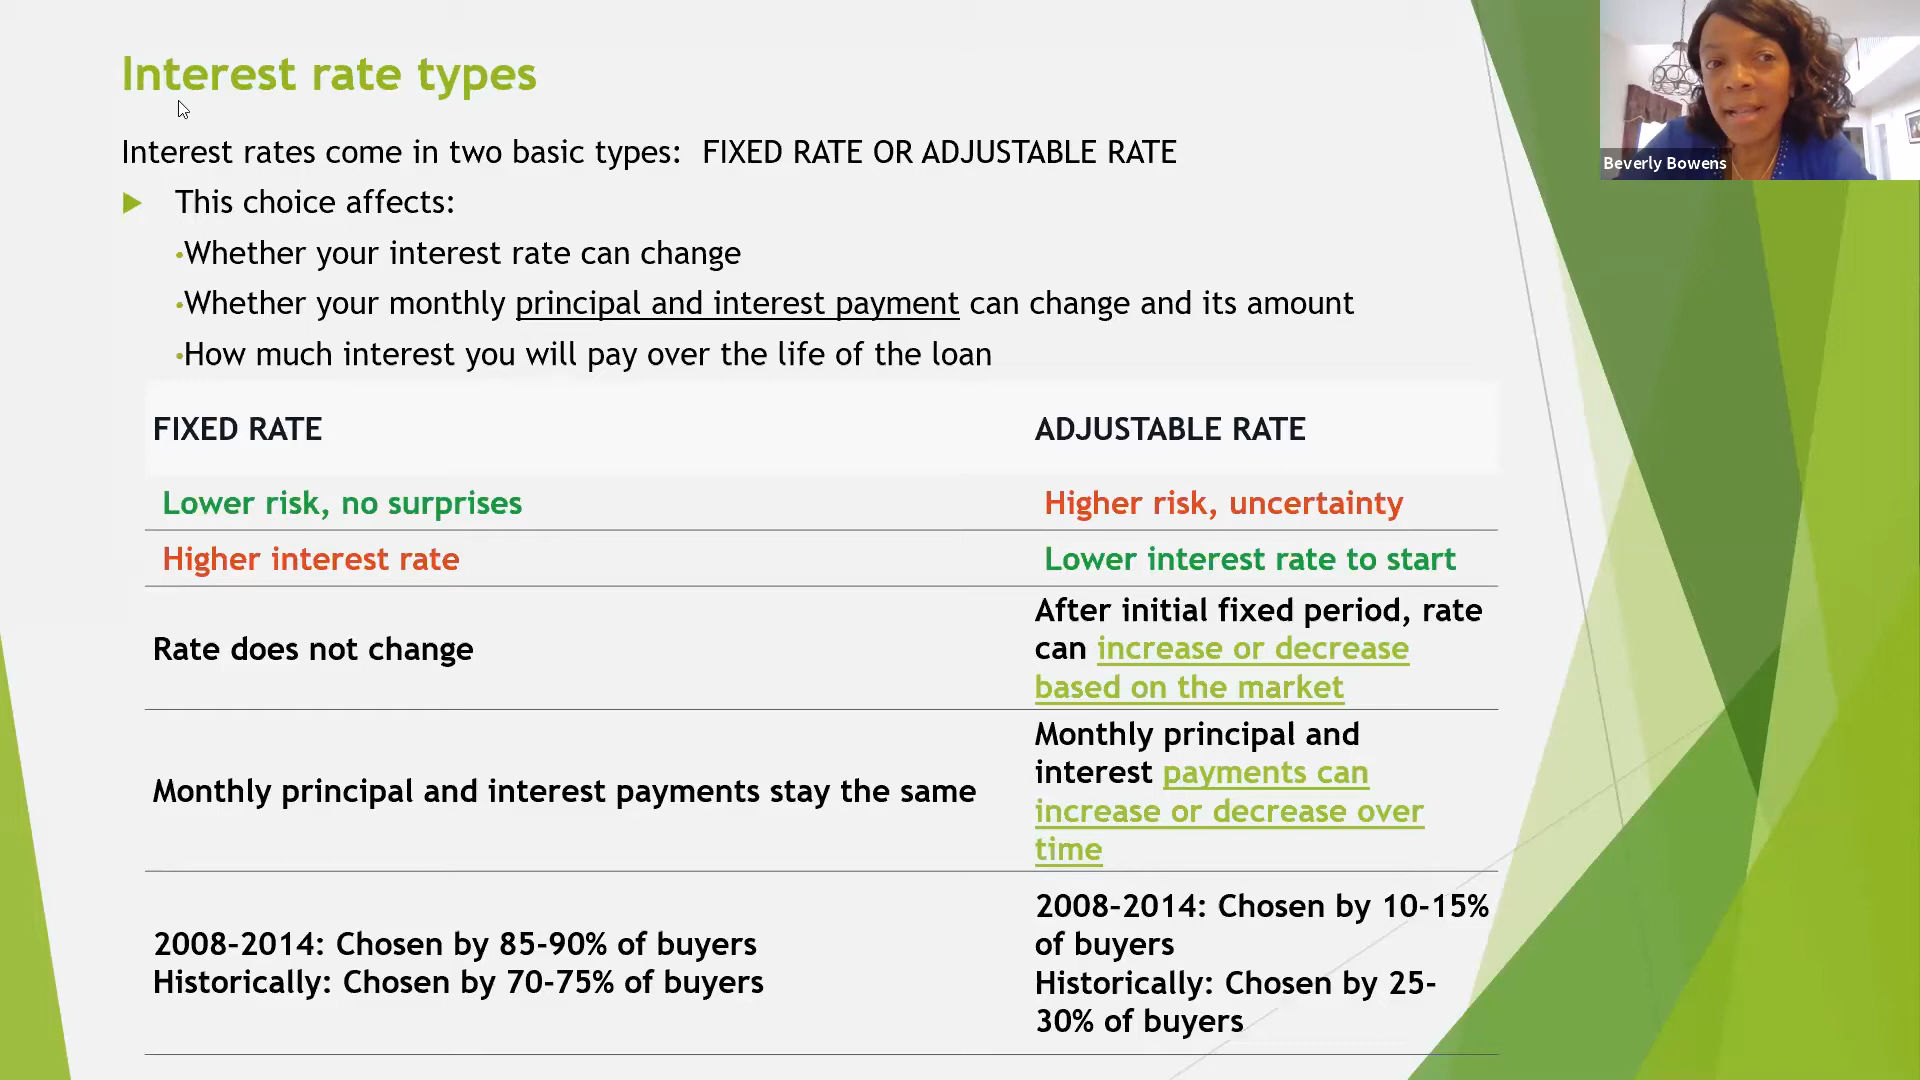 Interest rate types
Beverly Bowens
Interest rates come in two basic types: FIXED RATE OR ADJUSTABLE RATE
This choice affects:
•Whether your interest rate can change
•Whether your monthly principal and interest payment can change and its amount
•How much interest you will pay over the life of the loan
FIXED RATE
ADJUSTABLE RATE
Lower risk, no surprises
Higher risk, uncertainty
Higher interest rate
Lower interest rate to start
Rate does not change
After initial fixed period, rate
can increase or decrease
based on the market
Monthly principal and interest payments stay the same
Monthly principal and
interest payments can
increase or decrease over
time
2008-2014: Chosen by 85-90% of buyers
Historically: Chosen by 70-75% of buyers
2008-2014: Chosen by 10-15%
of buyers
Historically: Chosen by 25-
30% of buyers